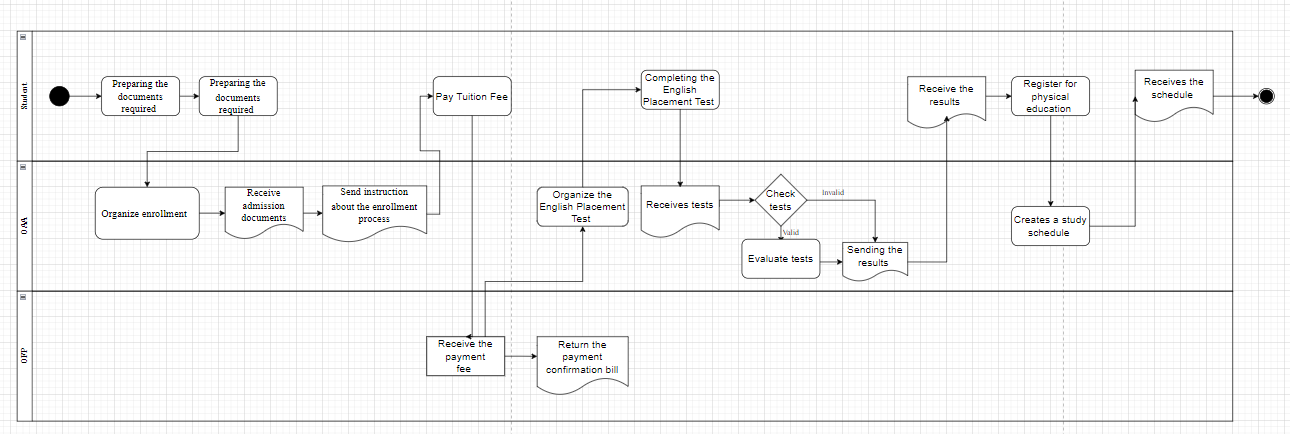 Student
Preparing the
documents
required
Preparing the
documents
required
Pay Tuition Fee
Completing the
English
Placement Test
Receive the
results
Register for
physical
education
Receives the
schedule
OAA
Organize enrollment
Receive
admission
documents
Send instruction
about the enrollment
process
Organize the
English Placement
Test
Receives tests
Check
tests
Invalid
Valid
Evaluate tests
Sending the
results
Creates a study
schedule
OFP
Receive the
payment
fee
Return the
payment
confirmation bill